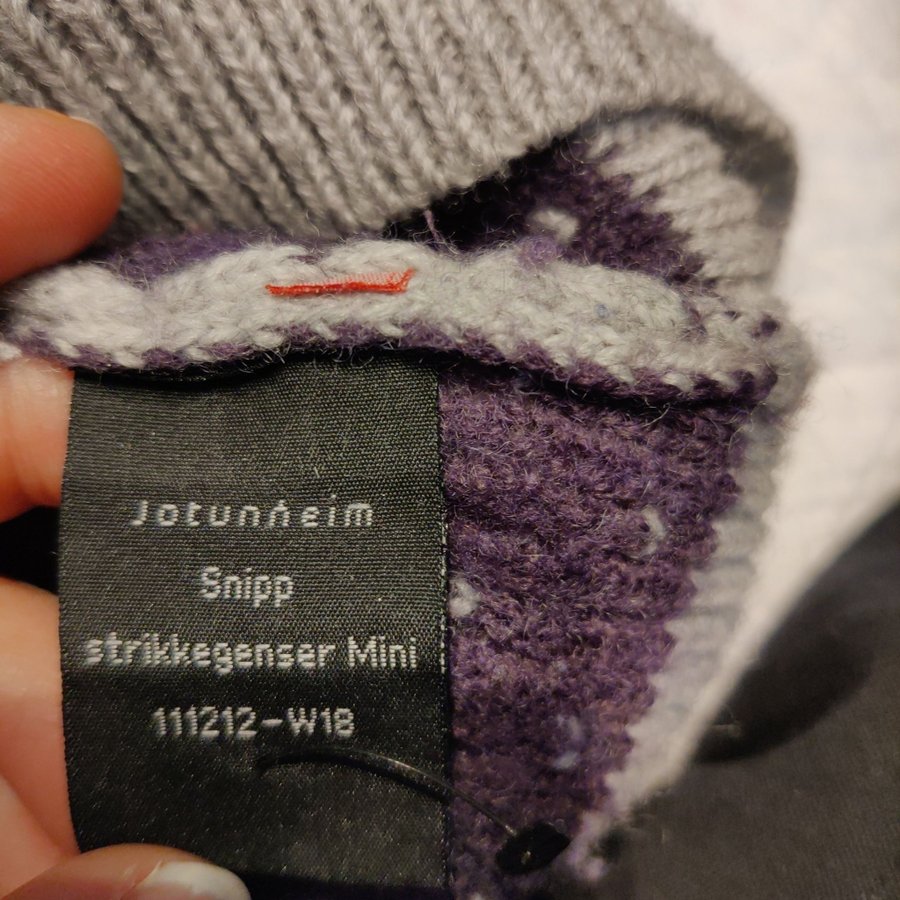 Jotunheim
Snipp
strikkegenser Mini
111212-W18